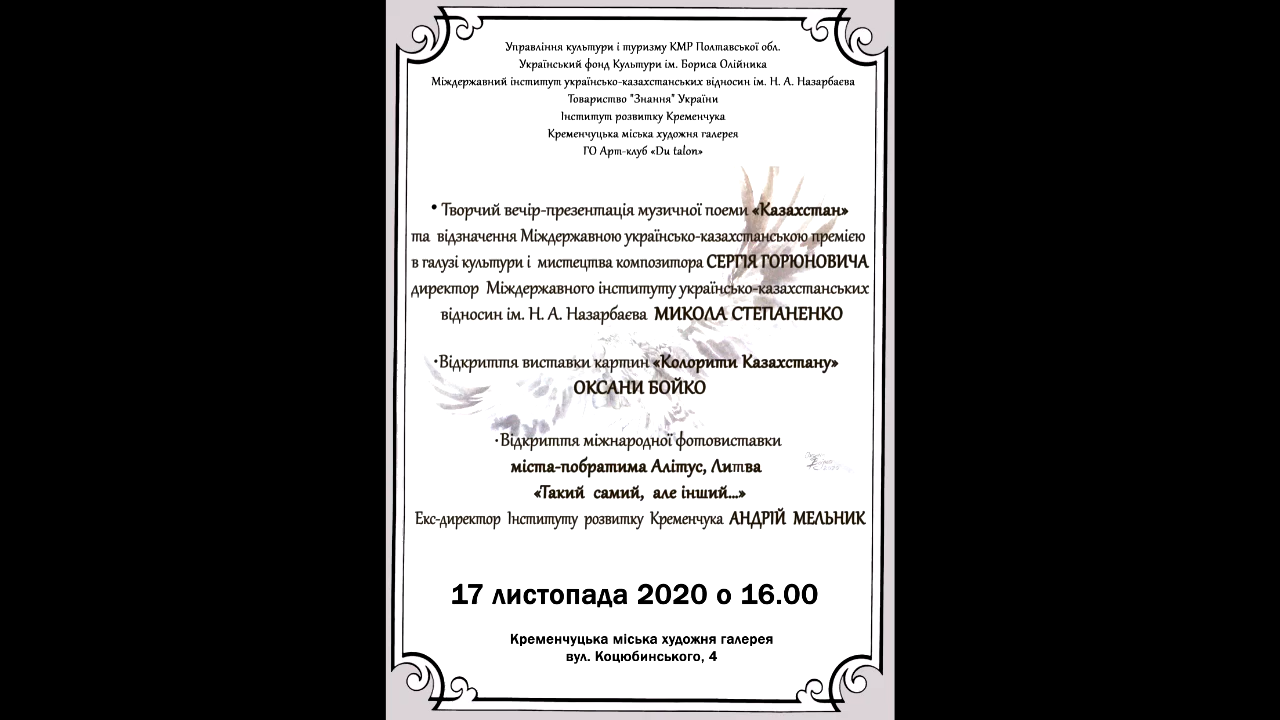 Управління культури і туризму КМР Полтавської обл.
Український фонд Культури ім. Бориса Олійника
Міждержавний інститут українсько-казахстанських відносин ім. Н. А. Назарбаєва
Товариство "Знання" України
Інститут розвитку Кременчука
Кременчуцька міська художня галерея
ГО Арт-клуб «Du talon»
• Творчий вечір-презентація музичної поеми «Казахстан»
та відзначення Міждержавною українсько-казахстанською премією
в галузі культури і мистецтва композитора СЕРГІЯ ГОРЮНОВИЧА
директор Міждержавного інституту українсько-казахстанських
відносин ім. Н. А. Назарбаєва МИКОЛА СТЕПАНЕНКО
·Відкриття виставки картин «Колорити Казахстану»
ОКСАНИ БОЙКО
·Відкриття міжнародної фотовиставки
міста-побратима Алітус, Литва
«Такий самий, але інший...»
Екс-директор Інституту розвитку Кременчука АНДРІЙ МЕЛЬНИК
17 листопада 2020 о 16.00
Кременчуцька міська художня галерея
вул. Коцюбинського, 4